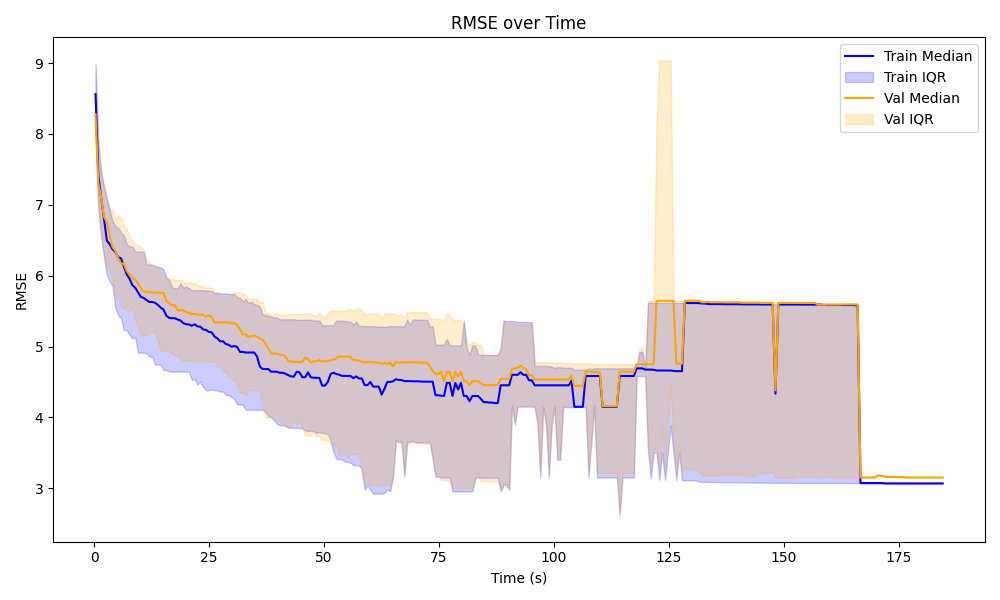 RMSE over Time
RMSE
9
8
7
6
5
4
3
0
25
50
75
100
125
150
175
Time (s)
Train Median
Train IQR
Val Median
Val IQR